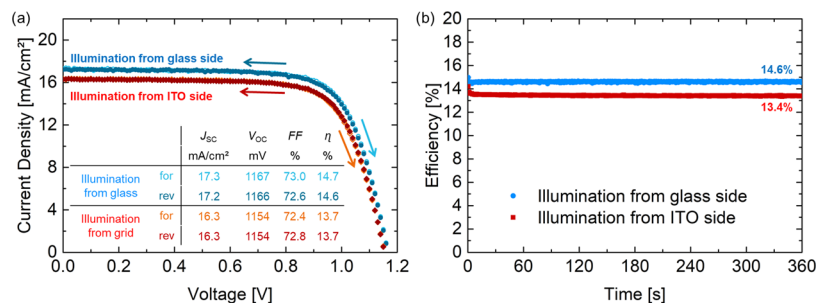 (a)
22
20
16
12
8
4
0
Current Density [mA/cm²]
Illumination from glass side
Illumination from ITO side
JSC VOC FF η
mA/cm² mV % %
Illumination from glass
for 17.3 1167 73.0 14.7
rev 17.2 1166 72.6 14.6
Illumination from grid
for 16.3 1154 72.4 13.7
rev 16.3 1154 72.8 13.7
0.0 0.2 0.4 0.6 0.8 1.0 1.2
Voltage [V]
(b)
20
18
16
14
12
10
8
6
4
2
0
Efficiency [%]
14.6%
13.4%
Illumination from glass side
Illumination from ITO side
0 60 120 180 240 300 360
Time [s]